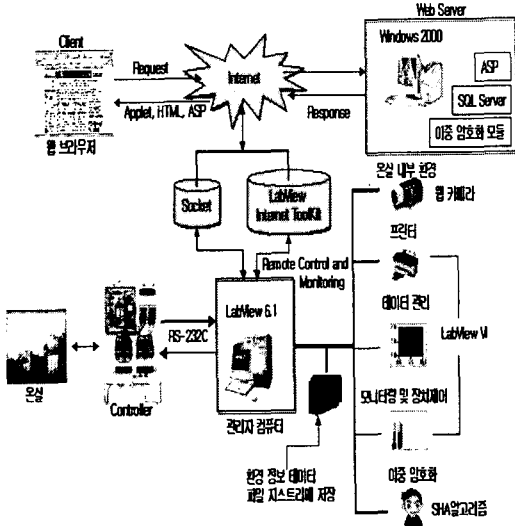 Web Server
Client
Windows 2000
Request
Internet
ASP
SQL Server
이중 암호화 모듈
Applet, HTML, ASP
Response
웹 브라우저
온실 내부 환경
웹 카메라
Socket
LabView
Internet ToolKit
프린터
Remote Control and
Monitoring
데이터 관리
LabView 6.1
RS-232C
LabView VI
온실
Controller
관리자 컴퓨터
모니터링 및 장치제어
환경 정보 데이터
파일 지스트리에 저장
이중 암호화
SHA알고리즘